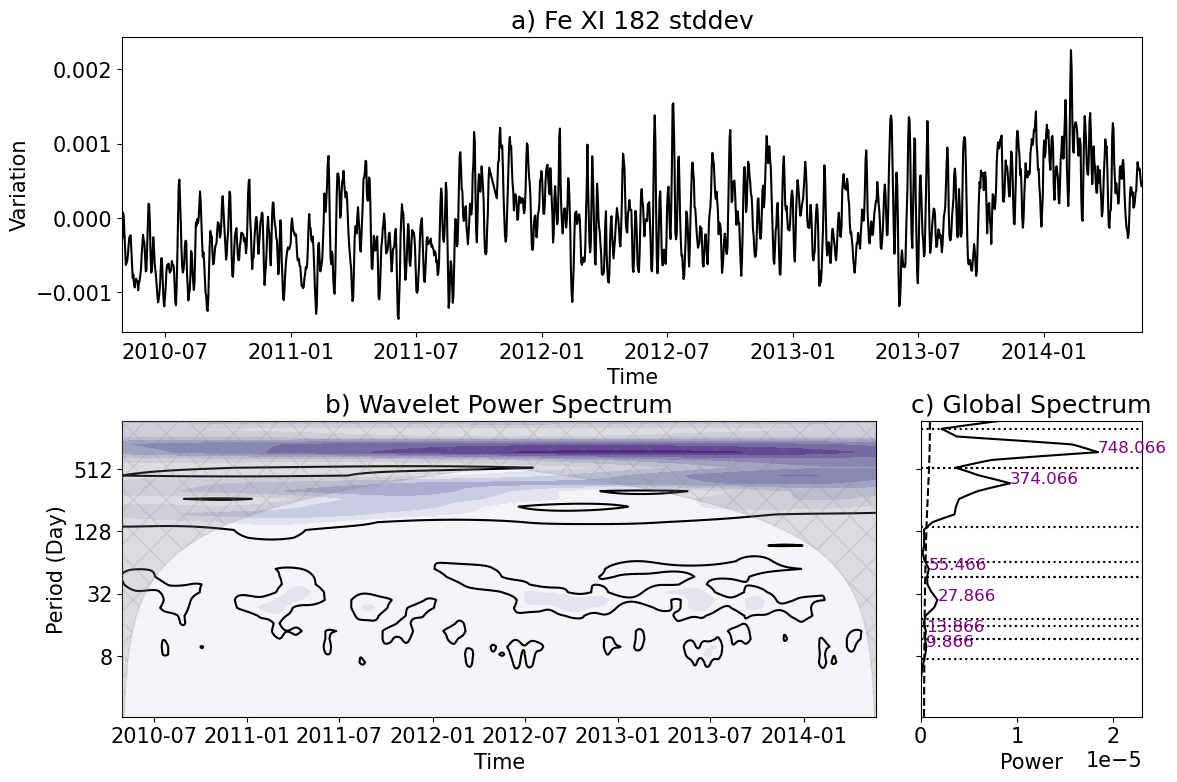 a) Fe XI 182 stddev
Variation
0.002
0.001
0.000
−0.001
2010-07 2011-01 2011-07 2012-01 2012-07 2013-01 2013-07 2014-01
Time
b) Wavelet Power Spectrum
Period (Day)
512
128
32
8
2010-07 2011-01 2011-07 2012-01 2012-07 2013-01 2013-07 2014-01
Time
c) Global Spectrum
748.066
374.066
55.466
27.866
13.866
9.866
0 1 2
Power
1e−5